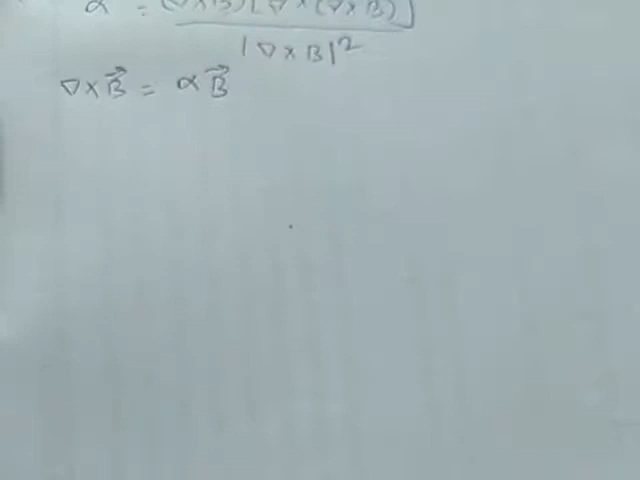 α = (∇×B)[∇×(∇×B)]
|∇×B|²
∇×B⃗ = αB⃗